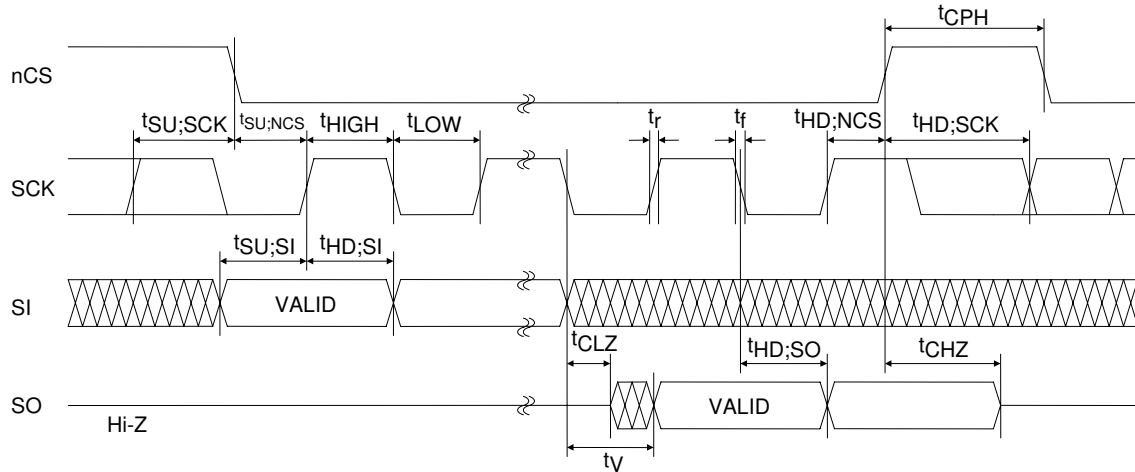 tCPH
nCS
tSU;SCK tSU;NCS tHIGH tLOW tr tf tHD;NCS tHD;SCK
SCK
tSU;SI tHD;SI
SI VALID
tCLZ tHD;SO tCHZ
SO VALID
Hi-Z
tV